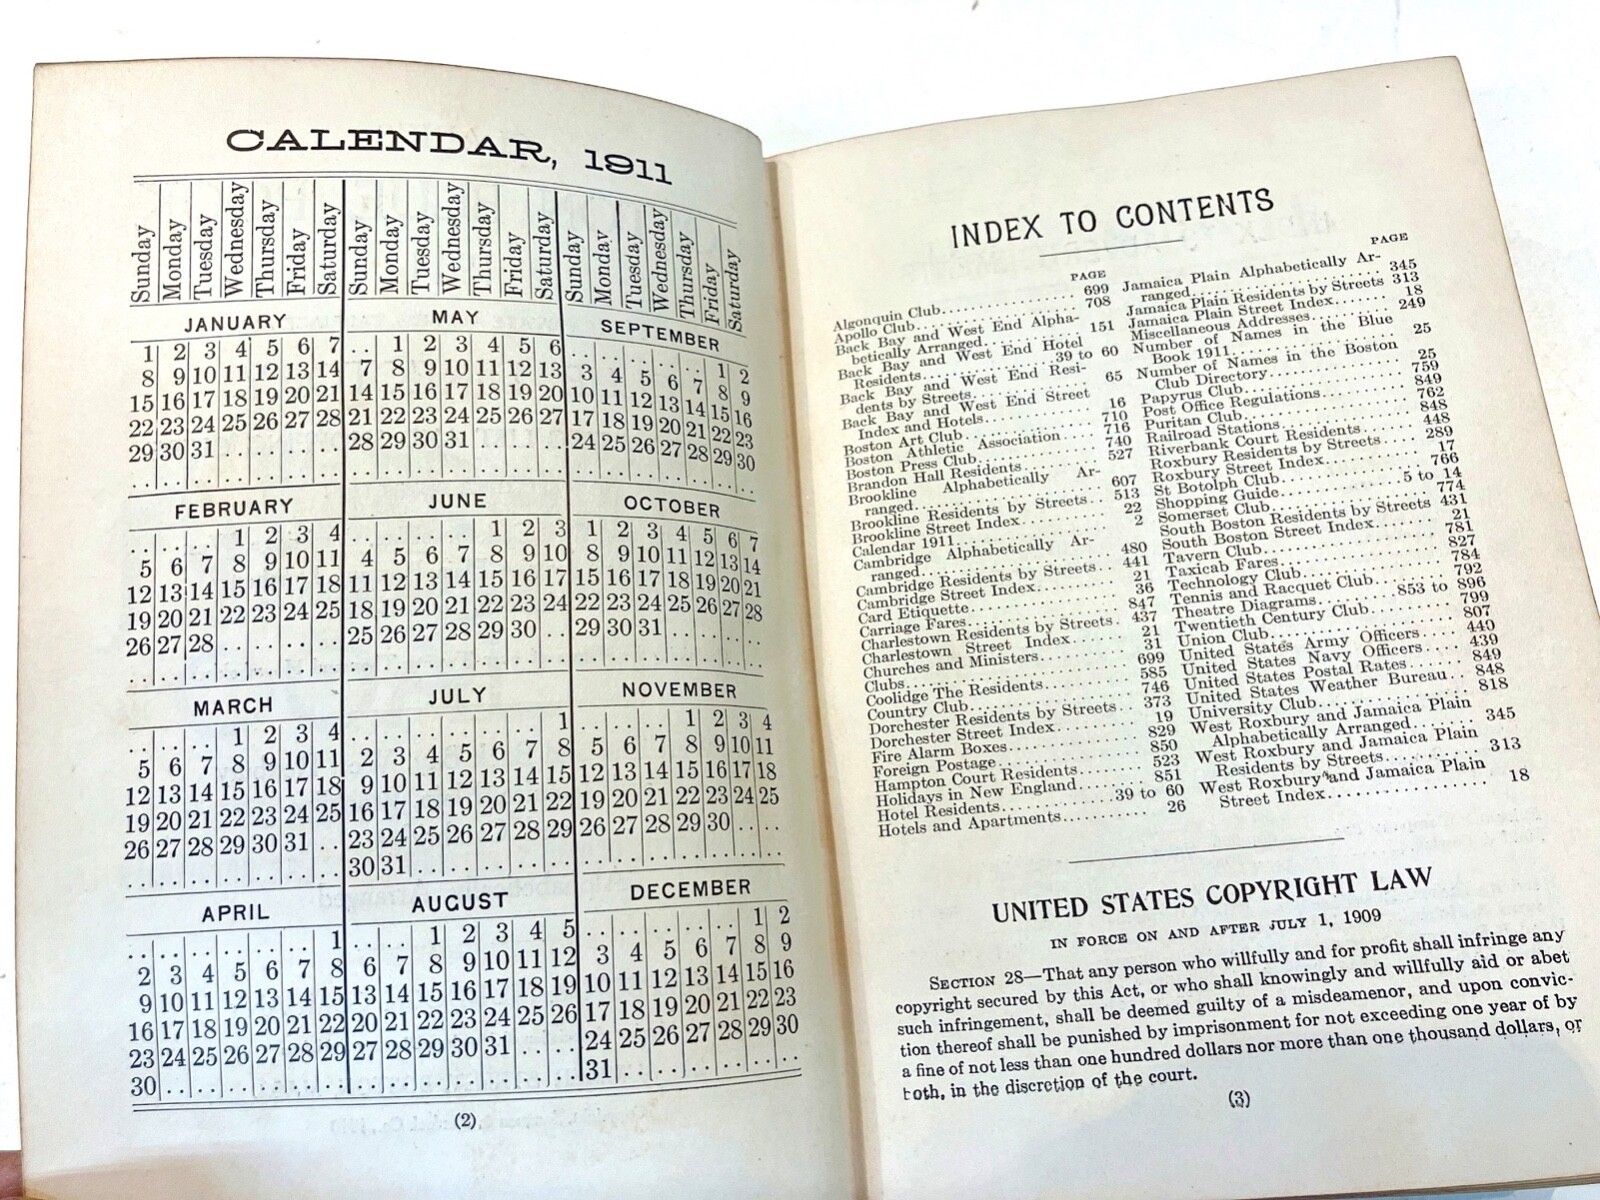 CALENDAR, 1911
Sunday Monday Tuesday Wednesday Thursday Friday Saturday Sunday Monday Tuesday Wednesday Thursday Friday Saturday Sunday Monday Tuesday Wednesday Thursday Friday Saturday
JANUARY
1 2 3 4 5 6 7
8 9 10 11 12 13 14
15 16 17 18 19 20 21
22 23 24 25 26 27 28
29 30 31 .. .. .. ..
.. .. .. .. .. .. ..
FEBRUARY
.. .. .. 1 2 3 4
5 6 7 8 9 10 11
12 13 14 15 16 17 18
19 20 21 22 23 24 25
26 27 28 .. .. .. ..
.. .. .. .. .. .. ..
MARCH
.. .. .. 1 2 3 4
5 6 7 8 9 10 11
12 13 14 15 16 17 18
19 20 21 22 23 24 25
26 27 28 29 30 31 ..
.. .. .. .. .. .. ..
APRIL
.. .. .. .. .. .. 1
2 3 4 5 6 7 8
9 10 11 12 13 14 15
16 17 18 19 20 21 22
23 24 25 26 27 28 29
30 .. .. .. .. .. ..
MAY
.. 1 2 3 4 5 6
7 8 9 10 11 12 13
14 15 16 17 18 19 20
21 22 23 24 25 26 27
28 29 30 31 .. .. ..
.. .. .. .. .. .. ..
JUNE
.. .. .. .. 1 2 3
4 5 6 7 8 9 10
11 12 13 14 15 16 17
18 19 20 21 22 23 24
25 26 27 28 29 30 ..
.. .. .. .. .. .. ..
JULY
.. .. .. .. .. .. 1
2 3 4 5 6 7 8
9 10 11 12 13 14 15
16 17 18 19 20 21 22
23 24 25 26 27 28 29
30 31 .. .. .. .. ..
AUGUST
.. .. 1 2 3 4 5
6 7 8 9 10 11 12
13 14 15 16 17 18 19
20 21 22 23 24 25 26
27 28 29 30 31 .. ..
.. .. .. .. .. .. ..
SEPTEMBER
.. .. .. .. .. 1 2
3 4 5 6 7 8 9
10 11 12 13 14 15 16
17 18 19 20 21 22 23
24 25 26 27 28 29 30
.. .. .. .. .. .. ..
OCTOBER
1 2 3 4 5 6 7
8 9 10 11 12 13 14
15 16 17 18 19 20 21
22 23 24 25 26 27 28
29 30 31 .. .. .. ..
.. .. .. .. .. .. ..
NOVEMBER
.. .. .. 1 2 3 4
5 6 7 8 9 10 11
12 13 14 15 16 17 18
19 20 21 22 23 24 25
26 27 28 29 30 .. ..
.. .. .. .. .. .. ..
DECEMBER
.. .. .. .. .. 1 2
3 4 5 6 7 8 9
10 11 12 13 14 15 16
17 18 19 20 21 22 23
24 25 26 27 28 29 30
31 .. .. .. .. .. ..
(2)
INDEX TO CONTENTS
PAGE
Algonquin Club.................. 699
Apollo Club..................... 708
Back Bay and West End Alpha-
betically Arranged............ 151
Back Bay and West End Hotel
Residents..................39 to 60
Back Bay and West End Resi-
dents by Streets.............. 65
Back Bay and West End Street
Index and Hotels.............. 16
Boston Art Club................. 710
Boston Athletic Association.... 716
Boston Press Club............... 740
Brandon Hall Residents.......... 527
Brookline Alphabetically Ar-
ranged........................ 607
Brookline Residents by Streets.. 513
Brookline Street Index.......... 22
Calendar 1911................... 2
Cambridge Alphabetically Ar-
ranged........................ 480
Cambridge Residents by Streets.. 441
Cambridge Street Index.......... 21
Card Etiquette.................. 36
Carriage Fares.................. 847
Charlestown Residents by Streets. 437
Charlestown Street Index........ 21
Churches and Ministers.......... 31
Clubs........................... 699
Coolidge The Residents.......... 585
Country Club.................... 746
Dorchester Residents by Streets.. 373
Dorchester Street Index......... 19
Fire Alarm Boxes................ 829
Foreign Postage................. 850
Hampton Court Residents........ 523
Holidays in New England......... 851
Hotel Residents.............39 to 60
Hotels and Apartments........... 26
PAGE
Jamaica Plain Alphabetically Ar-
ranged........................ 345
Jamaica Plain Residents by Streets 313
Jamaica Plain Street Index....... 18
Miscellaneous Addresses......... 249
Number of Names in the Blue
Book 1911..................... 25
Number of Names in the Boston
Club Directory................ 25
Papyrus Club.................... 759
Post Office Regulations......... 849
Puritan Club.................... 762
Railroad Stations............... 848
Riverbank Court Residents....... 448
Roxbury Residents by Streets.... 289
Roxbury Street Index............ 17
St Botolph Club................. 766
Shopping Guide............5 to 14
Somerset Club................... 774
South Boston Residents by Streets 431
South Boston Street Index....... 21
Tavern Club..................... 781
Taxicab Fares................... 827
Technology Club................. 784
Tennis and Racquet Club......... 792
Theatre Diagrams..........853 to 896
Twentieth Century Club.......... 799
Union Club...................... 807
United States Army Officers.... 440
United States Navy Officers.... 439
United States Postal Rates...... 849
United States Weather Bureau.. 848
University Club................. 818
West Roxbury and Jamaica Plain
Alphabetically Arranged....... 345
West Roxbury and Jamaica Plain
Residents by Streets.......... 313
West Roxbury and Jamaica Plain
Street Index.................. 18
UNITED STATES COPYRIGHT LAW
IN FORCE ON AND AFTER JULY 1, 1909
SECTION 28—That any person who willfully and for profit shall infringe any
copyright secured by this Act, or who shall knowingly and willfully aid or abet
such infringement, shall be deemed guilty of a misdeamenor, and upon convic-
tion thereof shall be punished by imprisonment for not exceeding one year of by
a fine of not less than one hundred dollars nor more than one thousand dollars, or
both, in the discretion of the court.
(3)